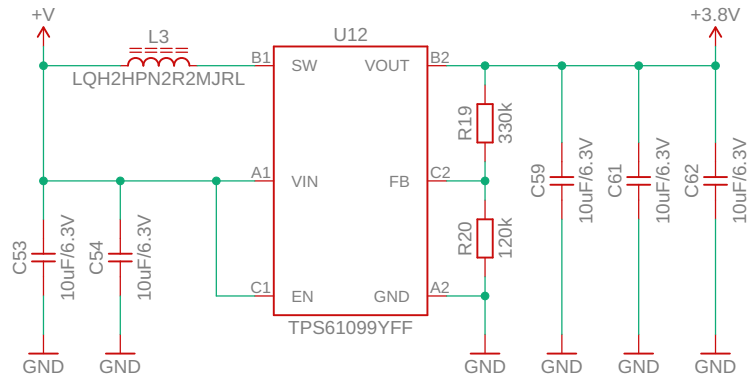 +V
+3.8V
L3
U12
LQH2HPN2R2MJRL
B1
SW
VOUT
B2
R19
330k
A1
VIN
FB
C2
C59
10uF/6.3V
C61
10uF/6.3V
C62
10uF/6.3V
C53
10uF/6.3V
C54
10uF/6.3V
R20
120k
C1
EN
GND
A2
TPS61099YFF
GND
GND
GND
GND
GND
GND